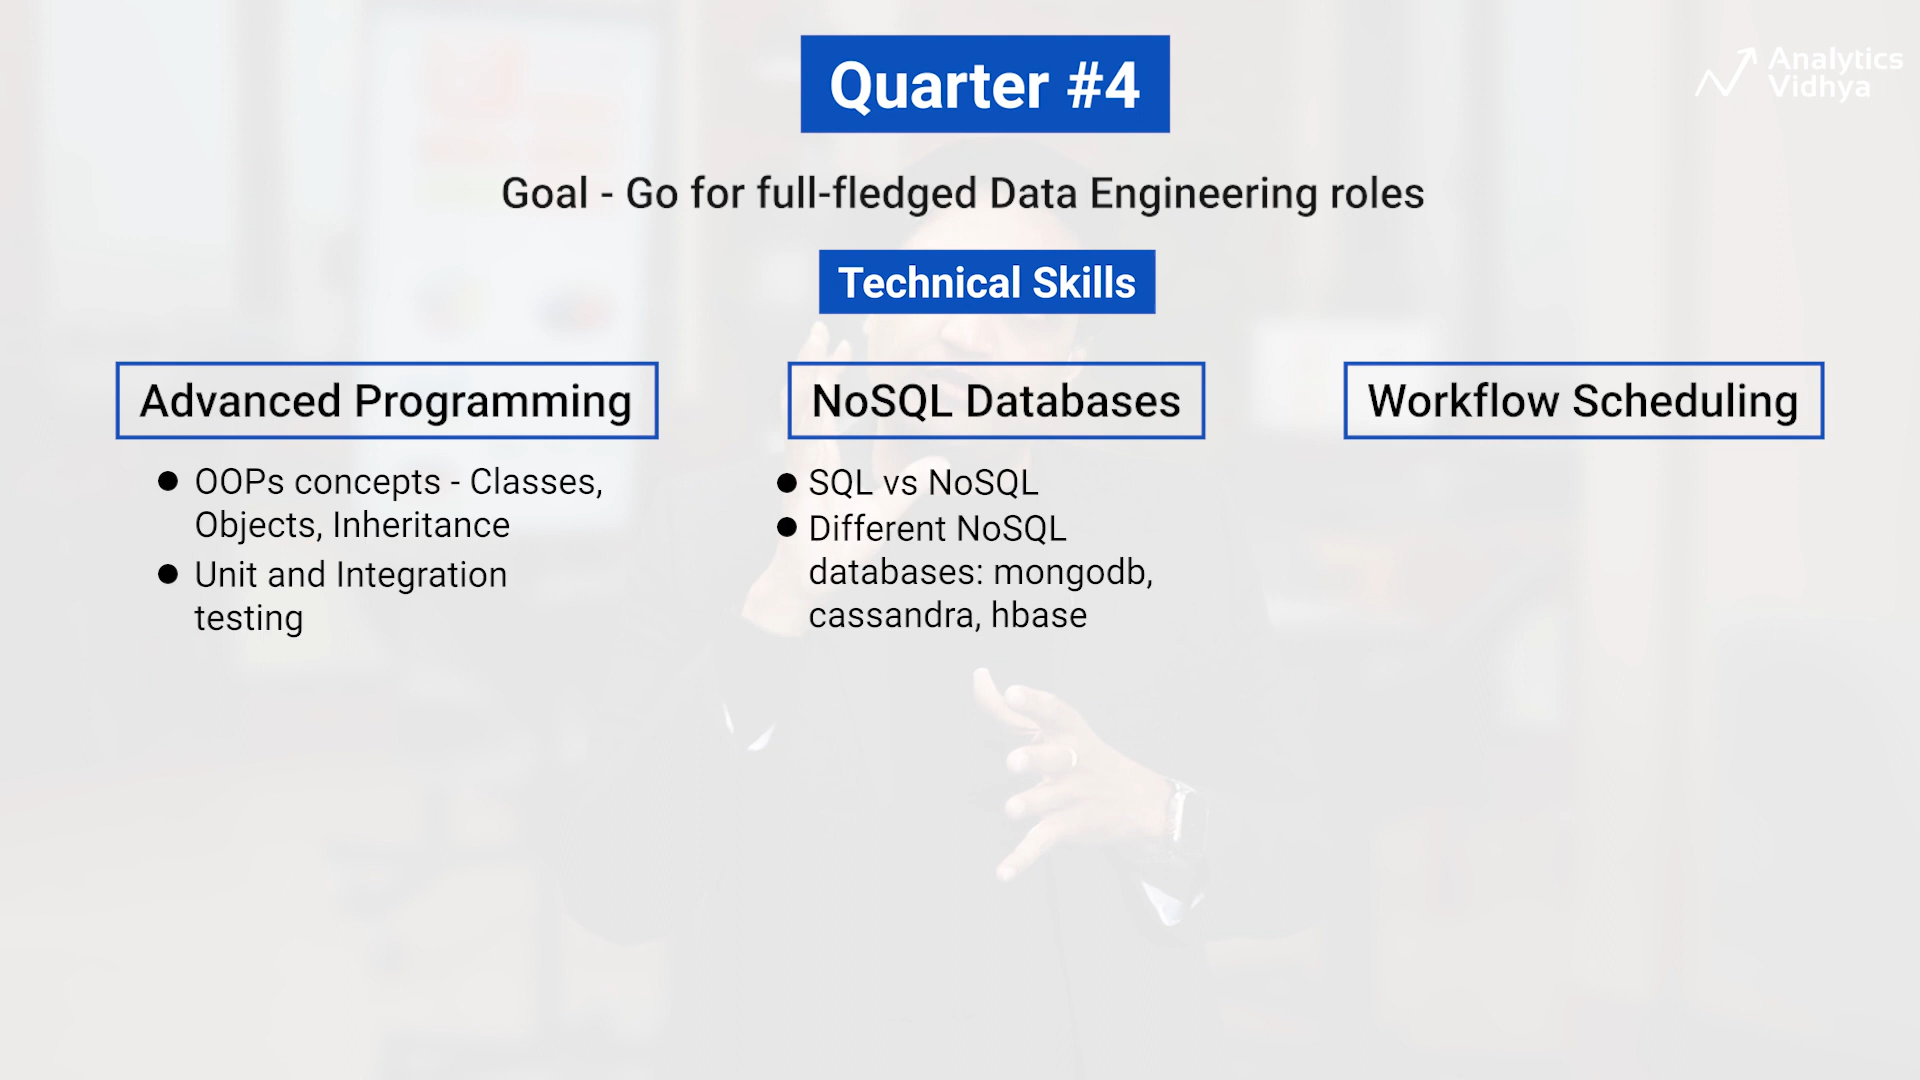 Quarter #4
Analytics
Vidhya
Goal - Go for full-fledged Data Engineering roles
Technical Skills
Advanced Programming
OOPs concepts - Classes,
Objects, Inheritance
Unit and Integration
testing
NoSQL Databases
SQL vs NoSQL
Different NoSQL
databases: mongodb,
cassandra, hbase
Workflow Scheduling